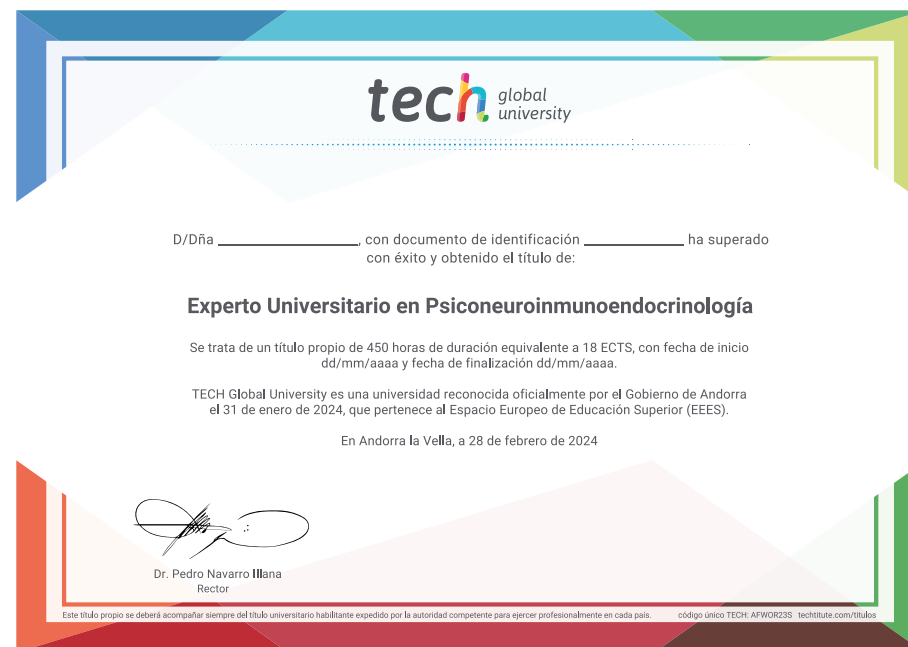 tech global university
D/Dña ______________, con documento de identificación __________ ha superado
con éxito y obtenido el título de:
Experto Universitario en Psiconeuroinmunoendocrinología
Se trata de un título propio de 450 horas de duración equivalente a 18 ECTS, con fecha de inicio
dd/mm/aaaa y fecha de finalización dd/mm/aaaa.
TECH Global University es una universidad reconocida oficialmente por el Gobierno de Andorra
el 31 de enero de 2024, que pertenece al Espacio Europeo de Educación Superior (EEES).
En Andorra la Vella, a 28 de febrero de 2024
Dr. Pedro Navarro Illana
Rector
Este título propio se deberá acompañar siempre del título universitario habilitante expedido por la autoridad competente para ejercer profesionalmente en cada país. código único TECH: AFWOR23S techtitute.com/titulos